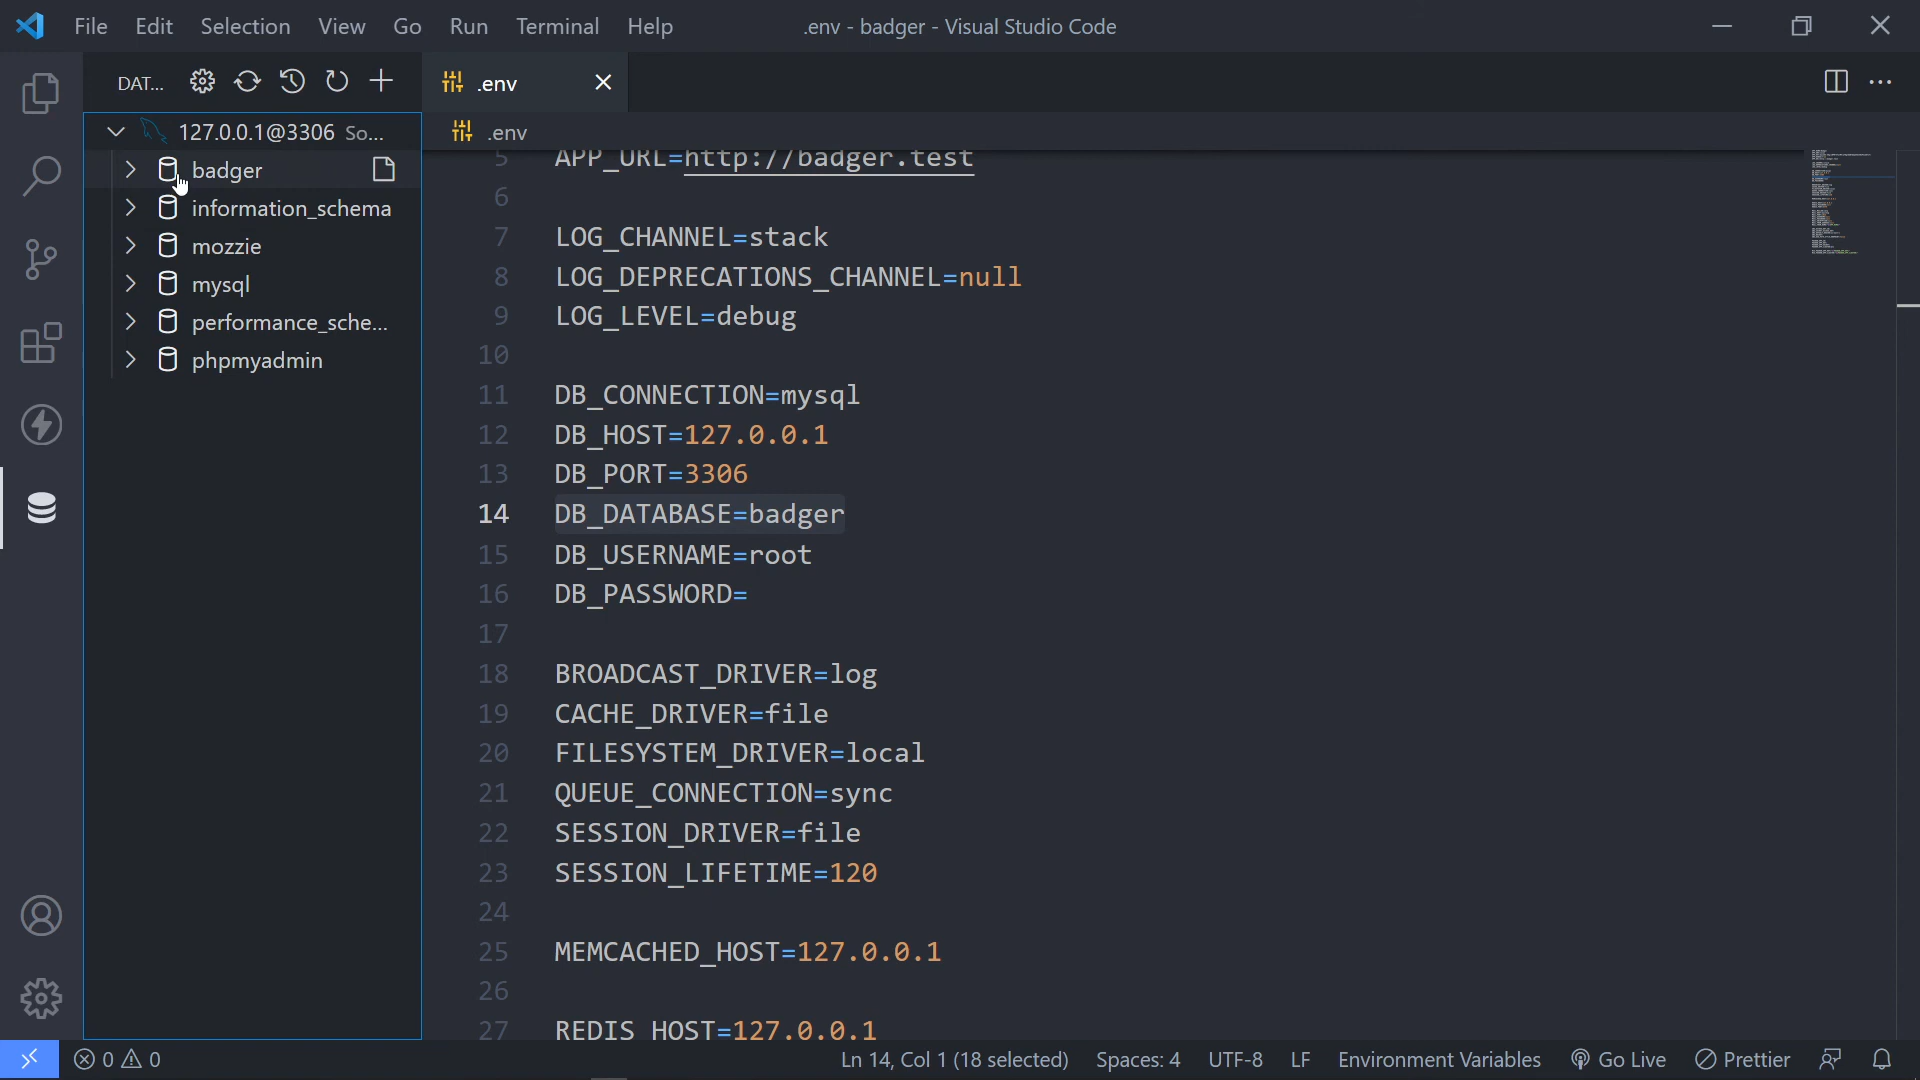 File Edit Selection View Go Run Terminal Help .env - badger - Visual Studio Code
DAT...
.env
127.0.0.1@3306 So...
.env
badger
information_schema
mozzie
mysql
performance_sche...
phpmyadmin
5 APP_URL=http://badger.test
6
7 LOG_CHANNEL=stack
8 LOG_DEPRECATIONS_CHANNEL=null
9 LOG_LEVEL=debug
10
11 DB_CONNECTION=mysql
12 DB_HOST=127.0.0.1
13 DB_PORT=3306
14 DB_DATABASE=badger
15 DB_USERNAME=root
16 DB_PASSWORD=
17
18 BROADCAST_DRIVER=log
19 CACHE_DRIVER=file
20 FILESYSTEM_DRIVER=local
21 QUEUE_CONNECTION=sync
22 SESSION_DRIVER=file
23 SESSION_LIFETIME=120
24
25 MEMCACHED_HOST=127.0.0.1
26
27 REDIS_HOST=127.0.0.1
0 0 Ln 14, Col 1 (18 selected) Spaces: 4 UTF-8 LF Environment Variables Go Live Prettier